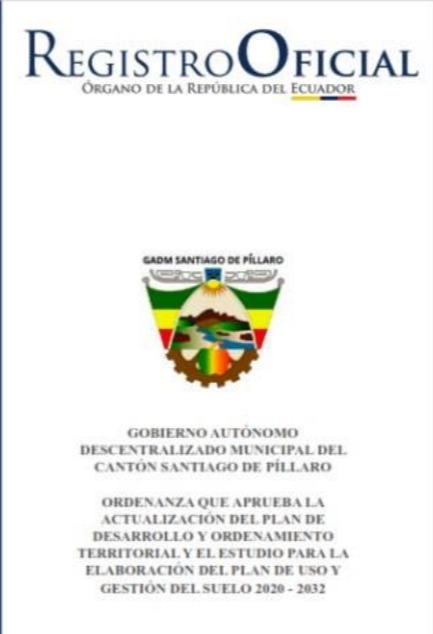 REGISTRO OFICIAL
ÓRGANO DE LA REPÚBLICA DEL ECUADOR
GADM SANTIAGO DE PÍLLARO
GOBIERNO AUTÓNOMO
DESCENTRALIZADO MUNICIPAL DEL
CANTÓN SANTIAGO DE PÍLLARO
ORDENANZA QUE APRUEBA LA
ACTUALIZACIÓN DEL PLAN DE
DESARROLLO Y ORDENAMIENTO
TERRITORIAL Y EL ESTUDIO PARA LA
ELABORACIÓN DEL PLAN DE USO Y
GESTIÓN DEL SUELO 2020 - 2032